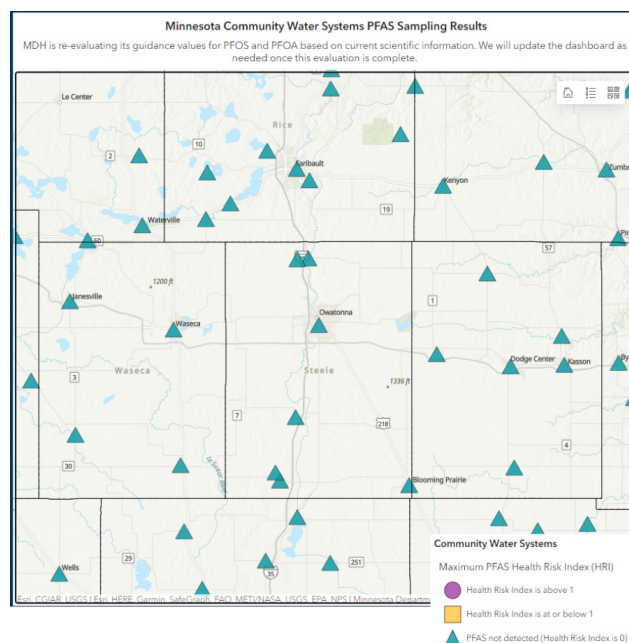 Minnesota Community Water Systems PFAS Sampling Results
MDH is re-evaluating its guidance values for PFOS and PFOA based on current scientific information. We will update the dashboard as
needed once this evaluation is complete.
Le Center
Rice
10
2
Faribault
Kenyon
Zumbr
19
Waterville
60
Pin
57
1200 ft
Janesville
1
Waseca
Owatonna
Dodge Center
Kasson
By
Waseca
Steele
3
1336 ft
7
218
4
30
Le Sueur River
Blooming Prairie
29
251
Wells
35
Community Water Systems
Maximum PFAS Health Risk Index (HRI)
Health Risk Index is above 1
Health Risk Index is at or below 1
PFAS not detected (Health Risk Index is 0)
Esri, CGIAR, USGS | Esri, HERE, Garmin, SafeGraph, FAO, METI/NASA, USGS, EPA, NPS | Minnesota Departm